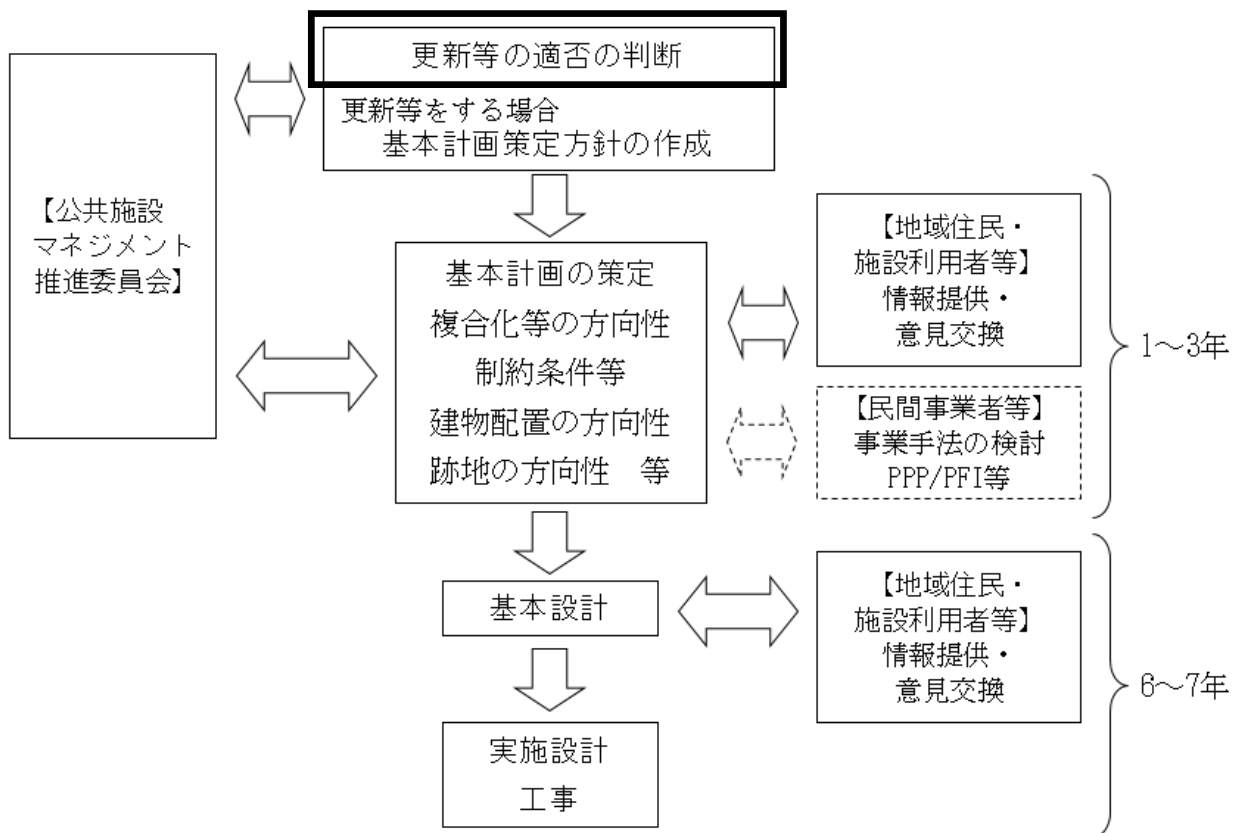 更新等の適否の判断
更新等をする場合
基本計画策定方針の作成
【公共施設
マネジメント
推進委員会】
基本計画の策定
複合化等の方向性
制約条件等
建物配置の方向性
跡地の方向性　等
【地域住民・
施設利用者等】
情報提供・
意見交換
【民間事業者等】
事業手法の検討
PPP/PFI等
1～3年
基本設計
【地域住民・
施設利用者等】
情報提供・
意見交換
6～7年
実施設計
工事